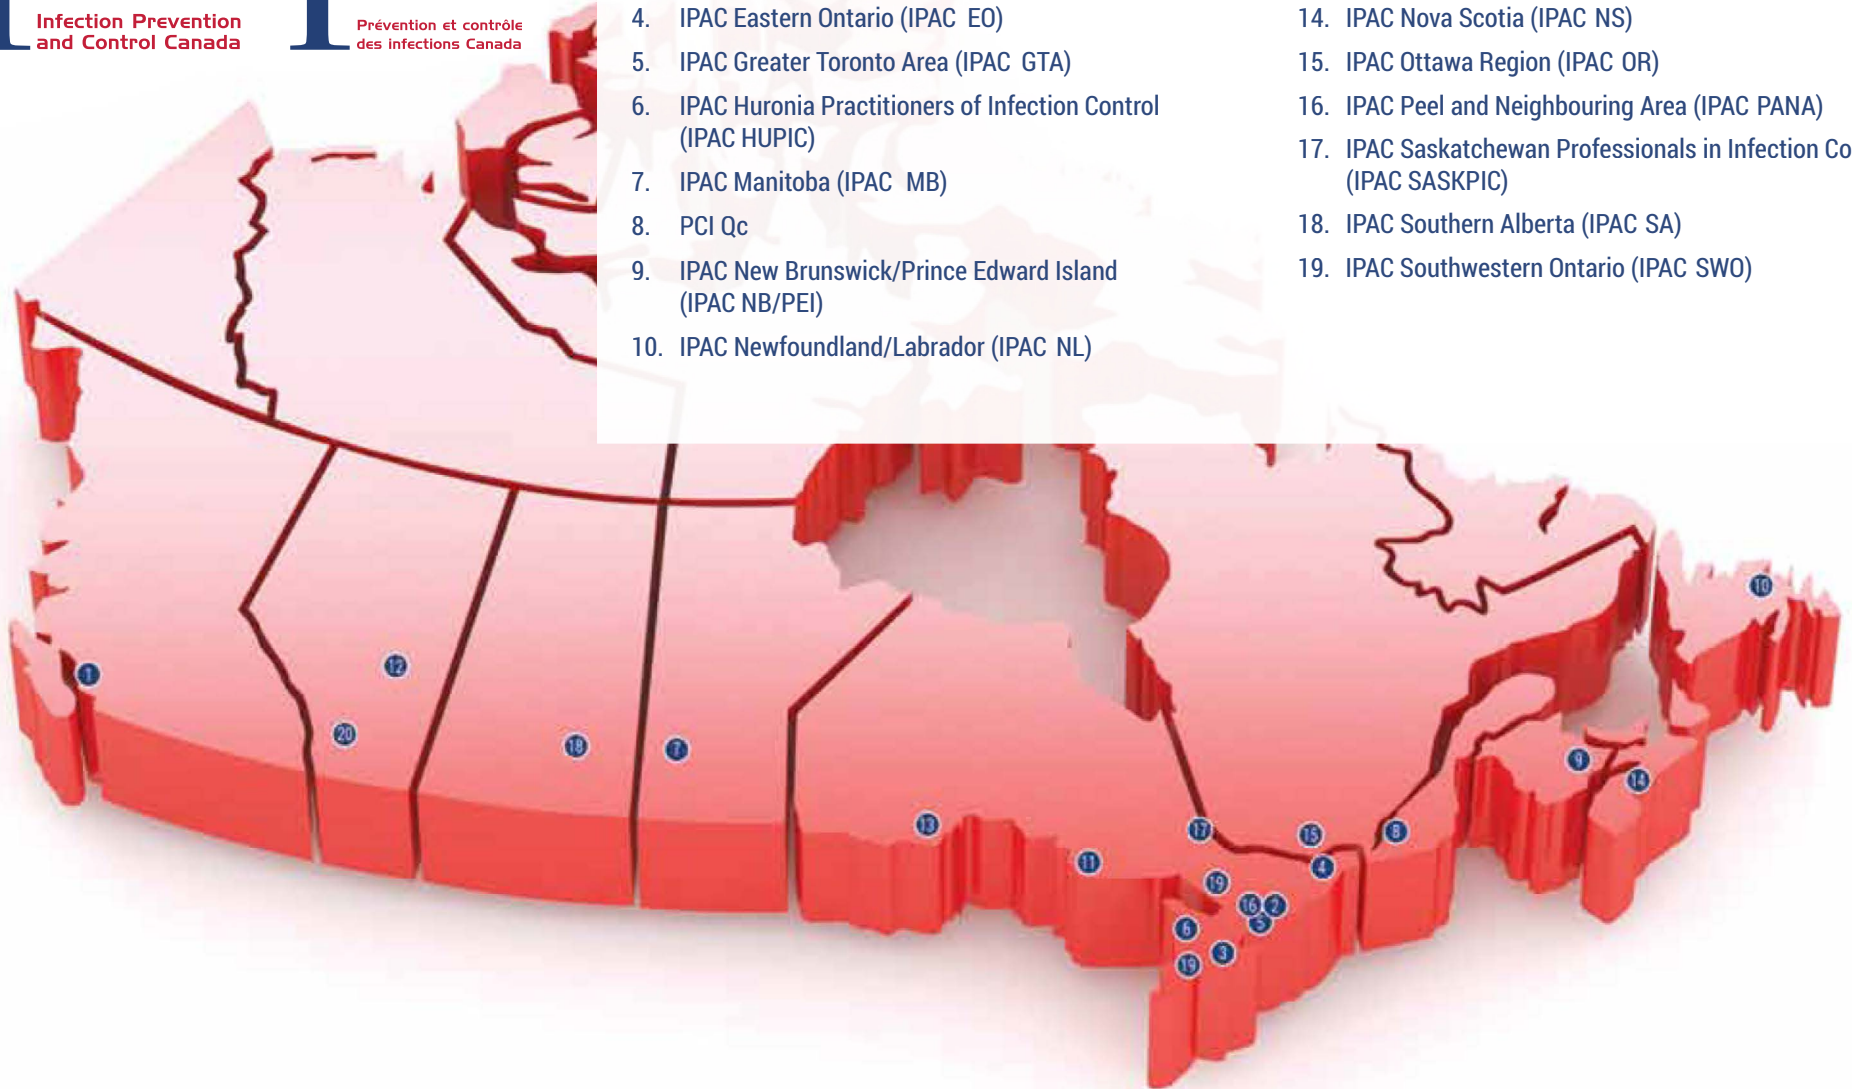 Infection Prevention
and Control Canada
Prévention et contrôle
des infections Canada
4. IPAC Eastern Ontario (IPAC EO)
5. IPAC Greater Toronto Area (IPAC GTA)
6. IPAC Huronia Practitioners of Infection Control
(IPAC HUPIC)
7. IPAC Manitoba (IPAC MB)
8. PCI Qc
9. IPAC New Brunswick/Prince Edward Island
(IPAC NB/PEI)
10. IPAC Newfoundland/Labrador (IPAC NL)
14. IPAC Nova Scotia (IPAC NS)
15. IPAC Ottawa Region (IPAC OR)
16. IPAC Peel and Neighbouring Area (IPAC PANA)
17. IPAC Saskatchewan Professionals in Infection Co
(IPAC SASKPIC)
18. IPAC Southern Alberta (IPAC SA)
19. IPAC Southwestern Ontario (IPAC SWO)
10
1
12
20
18
7
9
14
13
17
15
8
11
4
19
16
2
5
6
3
19